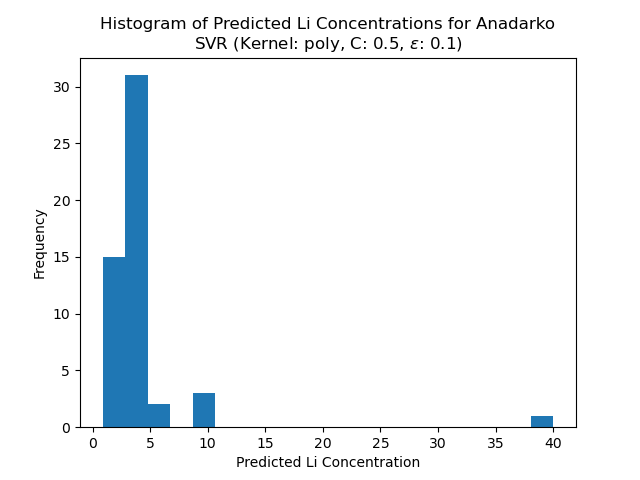 Histogram of Predicted Li Concentrations for Anadarko
SVR (Kernel: poly, C: 0.5, ε: 0.1)
Frequency
30
25
20
15
10
5
0
0 5 10 15 20 25 30 35 40
Predicted Li Concentration